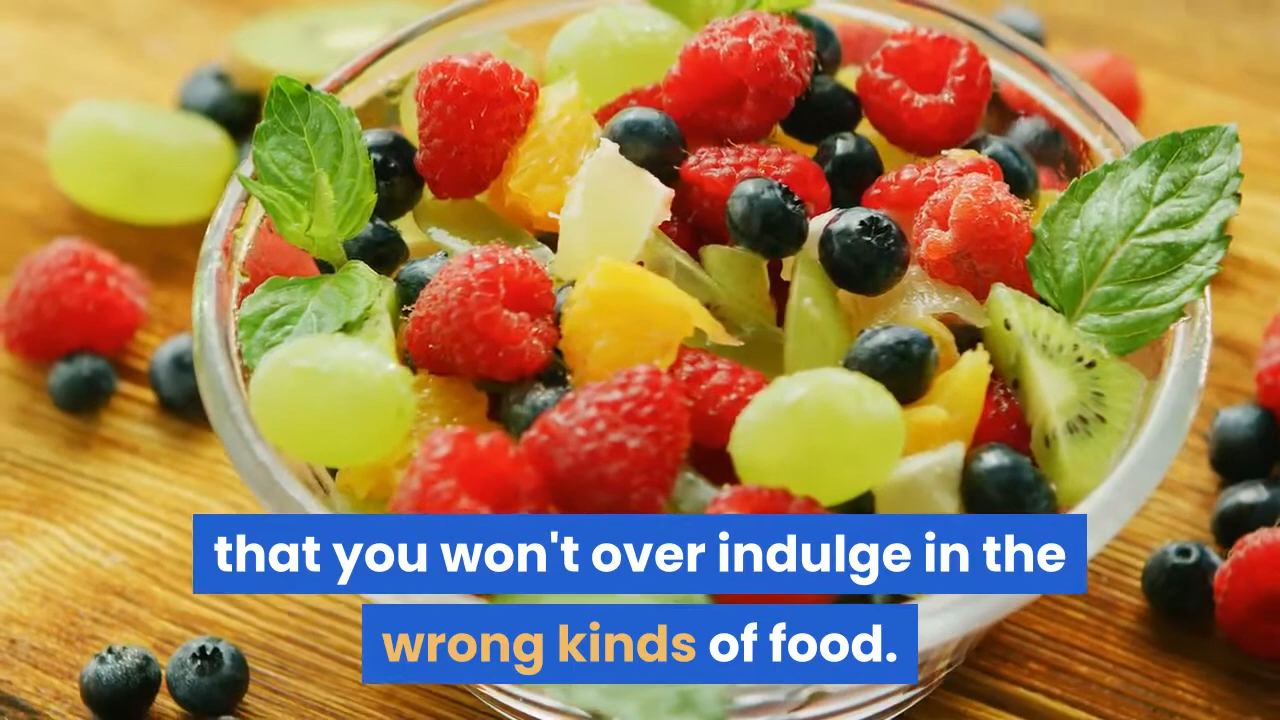 that you won't over indulge in the
wrong kinds of food.